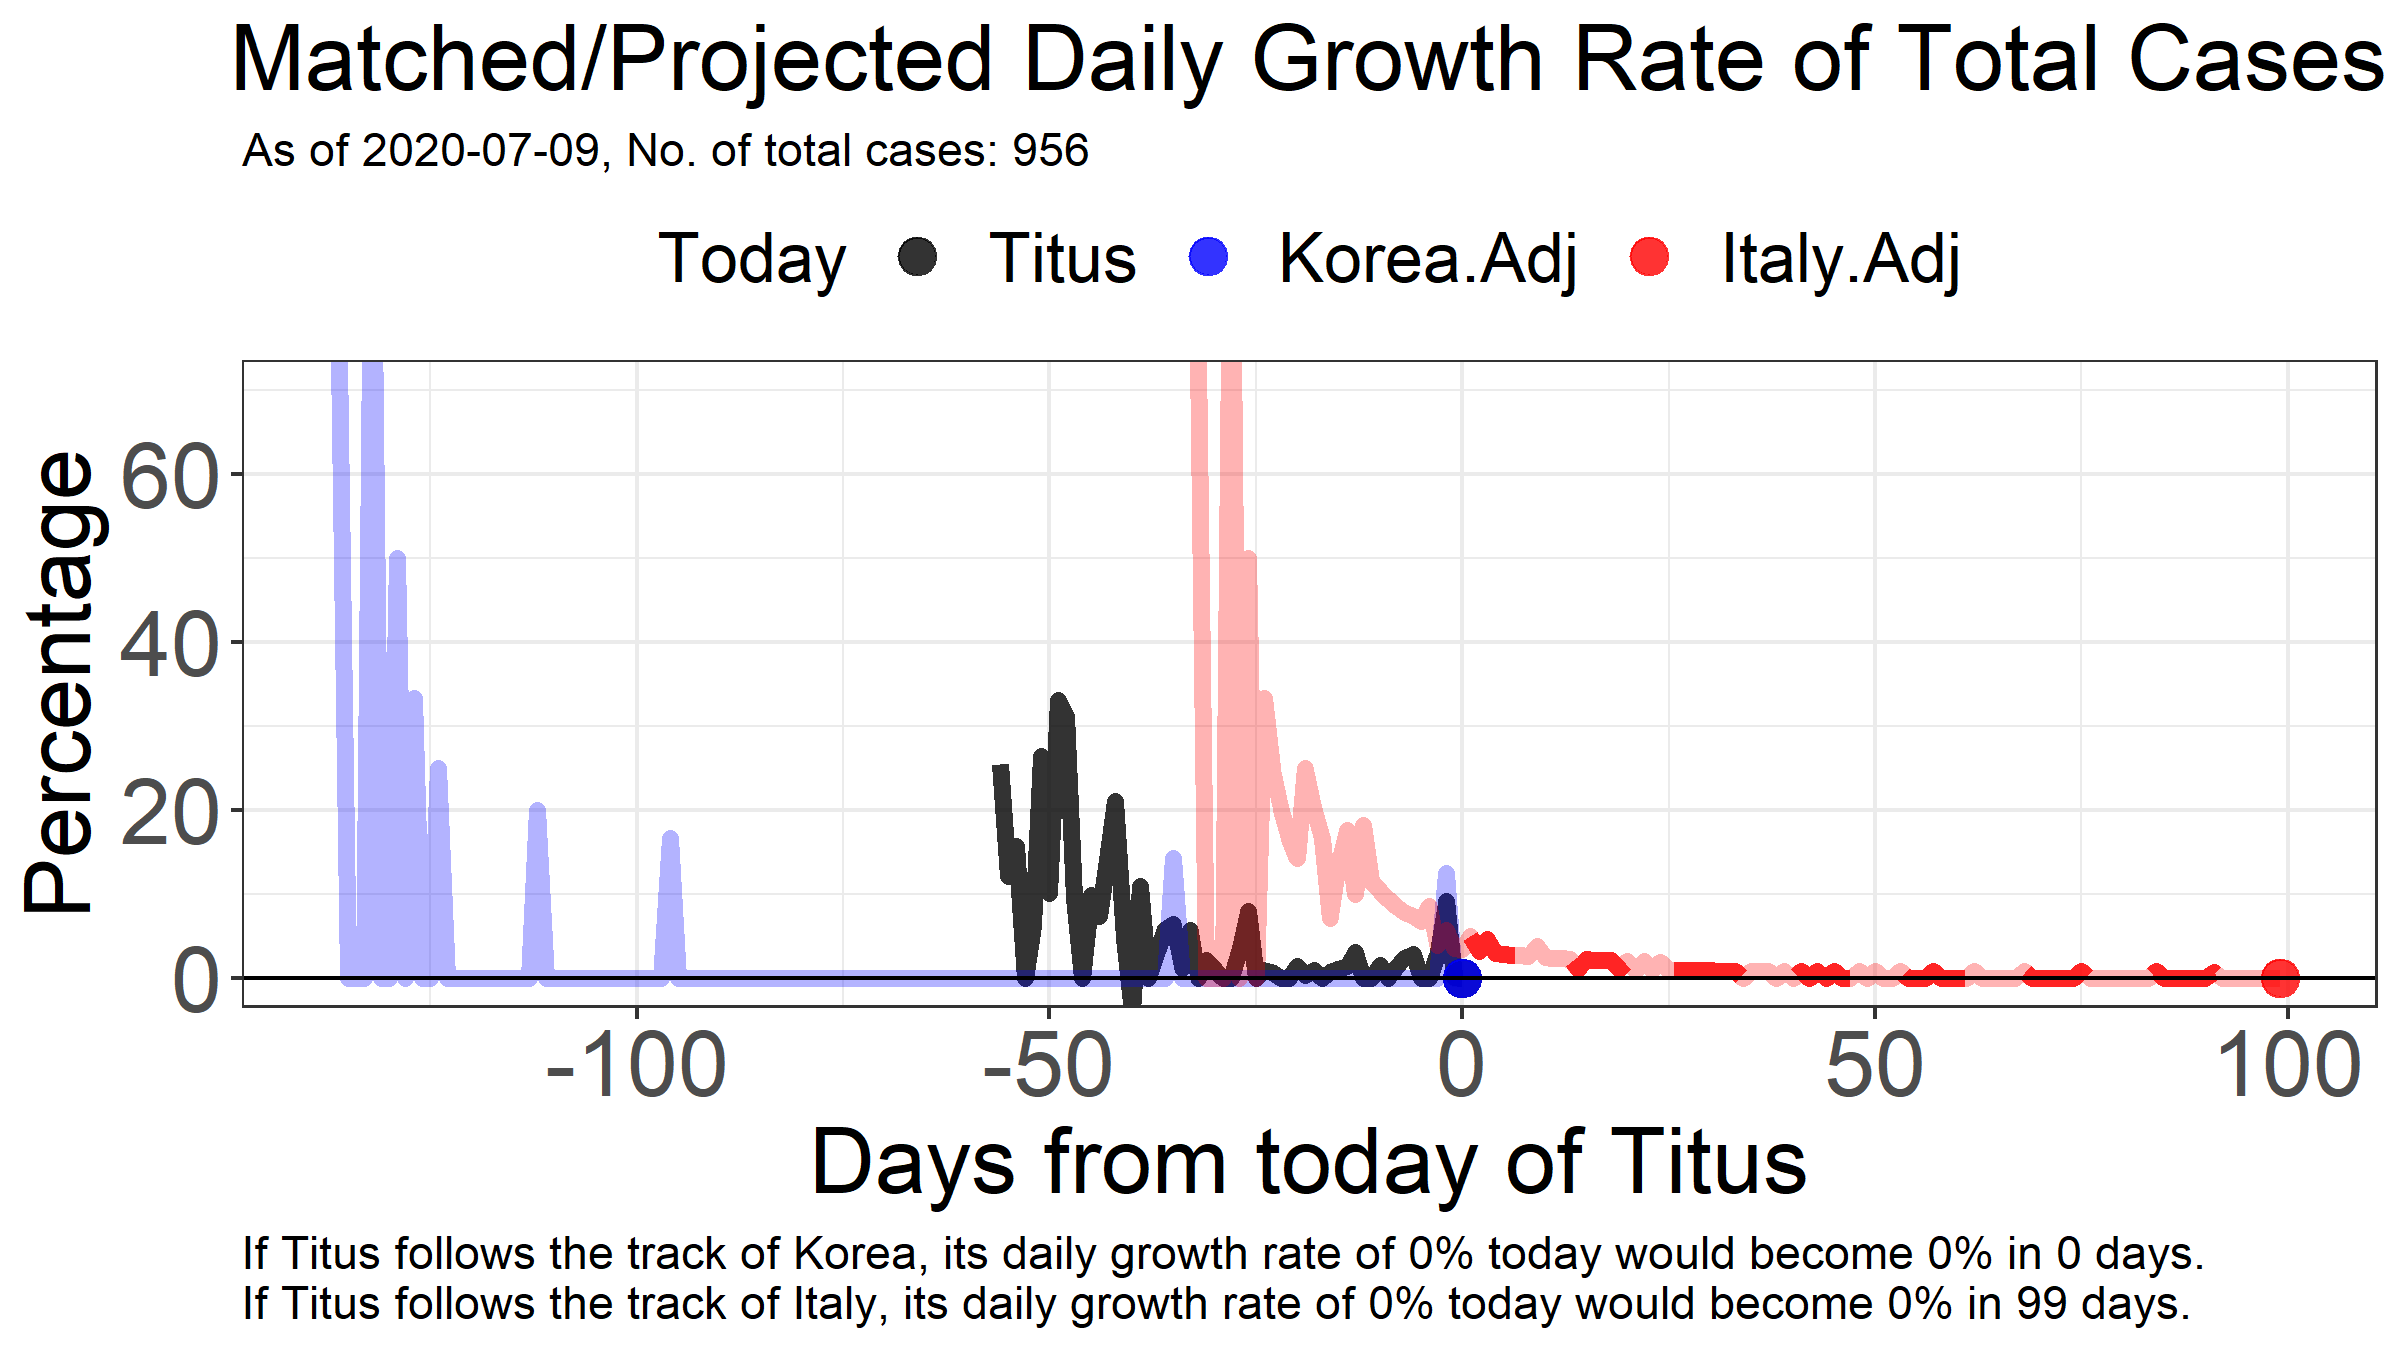 Matched/Projected Daily Growth Rate of Total Cases
As of 2020-07-09, No. of total cases: 956
Today Titus Korea.Adj Italy.Adj
Percentage
60
40
20
0
-100 -50 0 50 100
Days from today of Titus
If Titus follows the track of Korea, its daily growth rate of 0% today would become 0% in 0 days.
If Titus follows the track of Italy, its daily growth rate of 0% today would become 0% in 99 days.